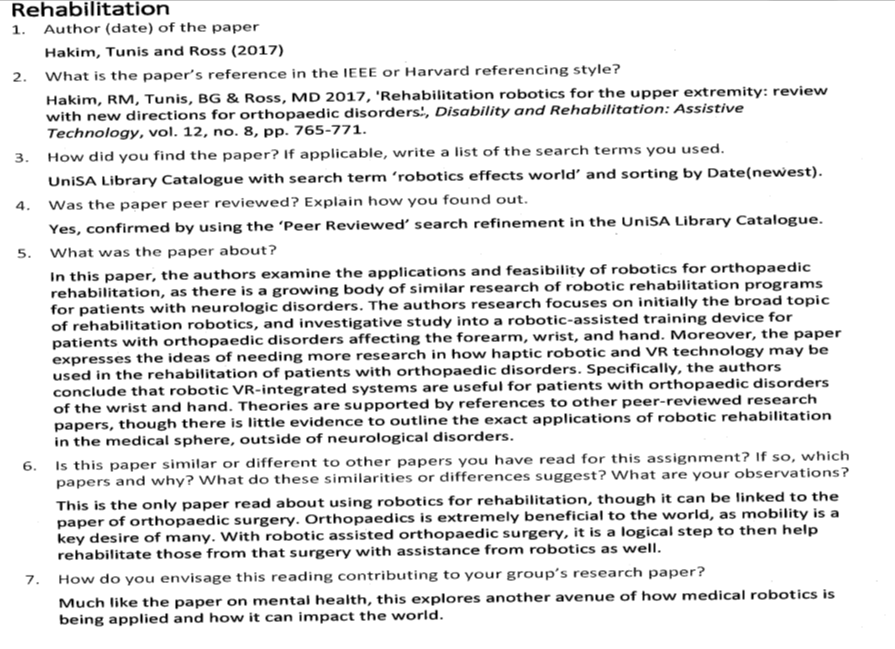 Rehabilitation
1. Author (date) of the paper
Hakim, Tunis and Ross (2017)
2. What is the paper's reference in the IEEE or Harvard referencing style?
Hakim, RM, Tunis, BG & Ross, MD 2017, 'Rehabilitation robotics for the upper extremity: review
with new directions for orthopaedic disorders', Disability and Rehabilitation: Assistive
Technology, vol. 12, no. 8, pp. 765-771.
3. How did you find the paper? If applicable, write a list of the search terms you used.
UniSA Library Catalogue with search term 'robotics effects world' and sorting by Date(newest).
4. Was the paper peer reviewed? Explain how you found out.
Yes, confirmed by using the 'Peer Reviewed' search refinement in the UniSA Library Catalogue.
5. What was the paper about?
In this paper, the authors examine the applications and feasibility of robotics for orthopaedic
rehabilitation, as there is a growing body of similar research of robotic rehabilitation programs
for patients with neurologic disorders. The authors research focuses on initially the broad topic
of rehabilitation robotics, and investigative study into a robotic-assisted training device for
patients with orthopaedic disorders affecting the forearm, wrist, and hand. Moreover, the paper
expresses the ideas of needing more research in how haptic robotic and VR technology may be
used in the rehabilitation of patients with orthopaedic disorders. Specifically, the authors
conclude that robotic VR-integrated systems are useful for patients with orthopaedic disorders
of the wrist and hand. Theories are supported by references to other peer-reviewed research
papers, though there is little evidence to outline the exact applications of robotic rehabilitation
in the medical sphere, outside of neurological disorders.
6. Is this paper similar or different to other papers you have read for this assignment? If so, which
papers and why? What do these similarities or differences suggest? What are your observations?
This is the only paper read about using robotics for rehabilitation, though it can be linked to the
paper of orthopaedic surgery. Orthopaedics is extremely beneficial to the world, as mobility is a
key desire of many. With robotic assisted orthopaedic surgery, it is a logical step to then help
rehabilitate those from that surgery with assistance from robotics as well.
7. How do you envisage this reading contributing to your group's research paper?
Much like the paper on mental health, this explores another avenue of how medical robotics is
being applied and how it can impact the world.